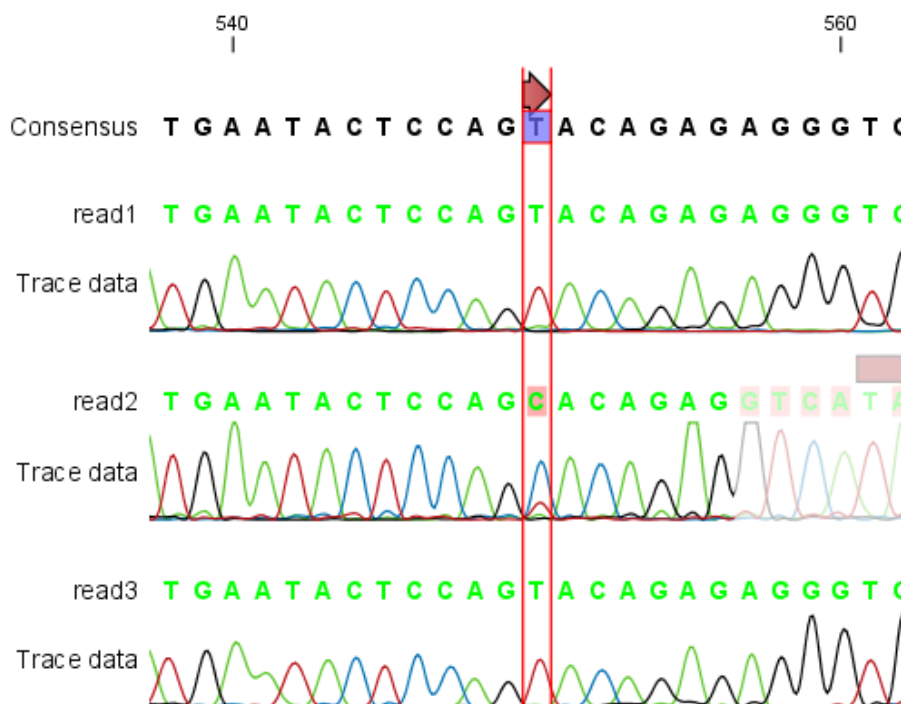 540 560
Consensus T G A A T A C T C C A G T A C A G A G A G G G T C
read1 T G A A T A C T C C A G T A C A G A G A G G G T C
Trace data
read2 T G A A T A C T C C A G C A C A G A G G T C A T A
Trace data
read3 T G A A T A C T C C A G T A C A G A G A G G G T C
Trace data